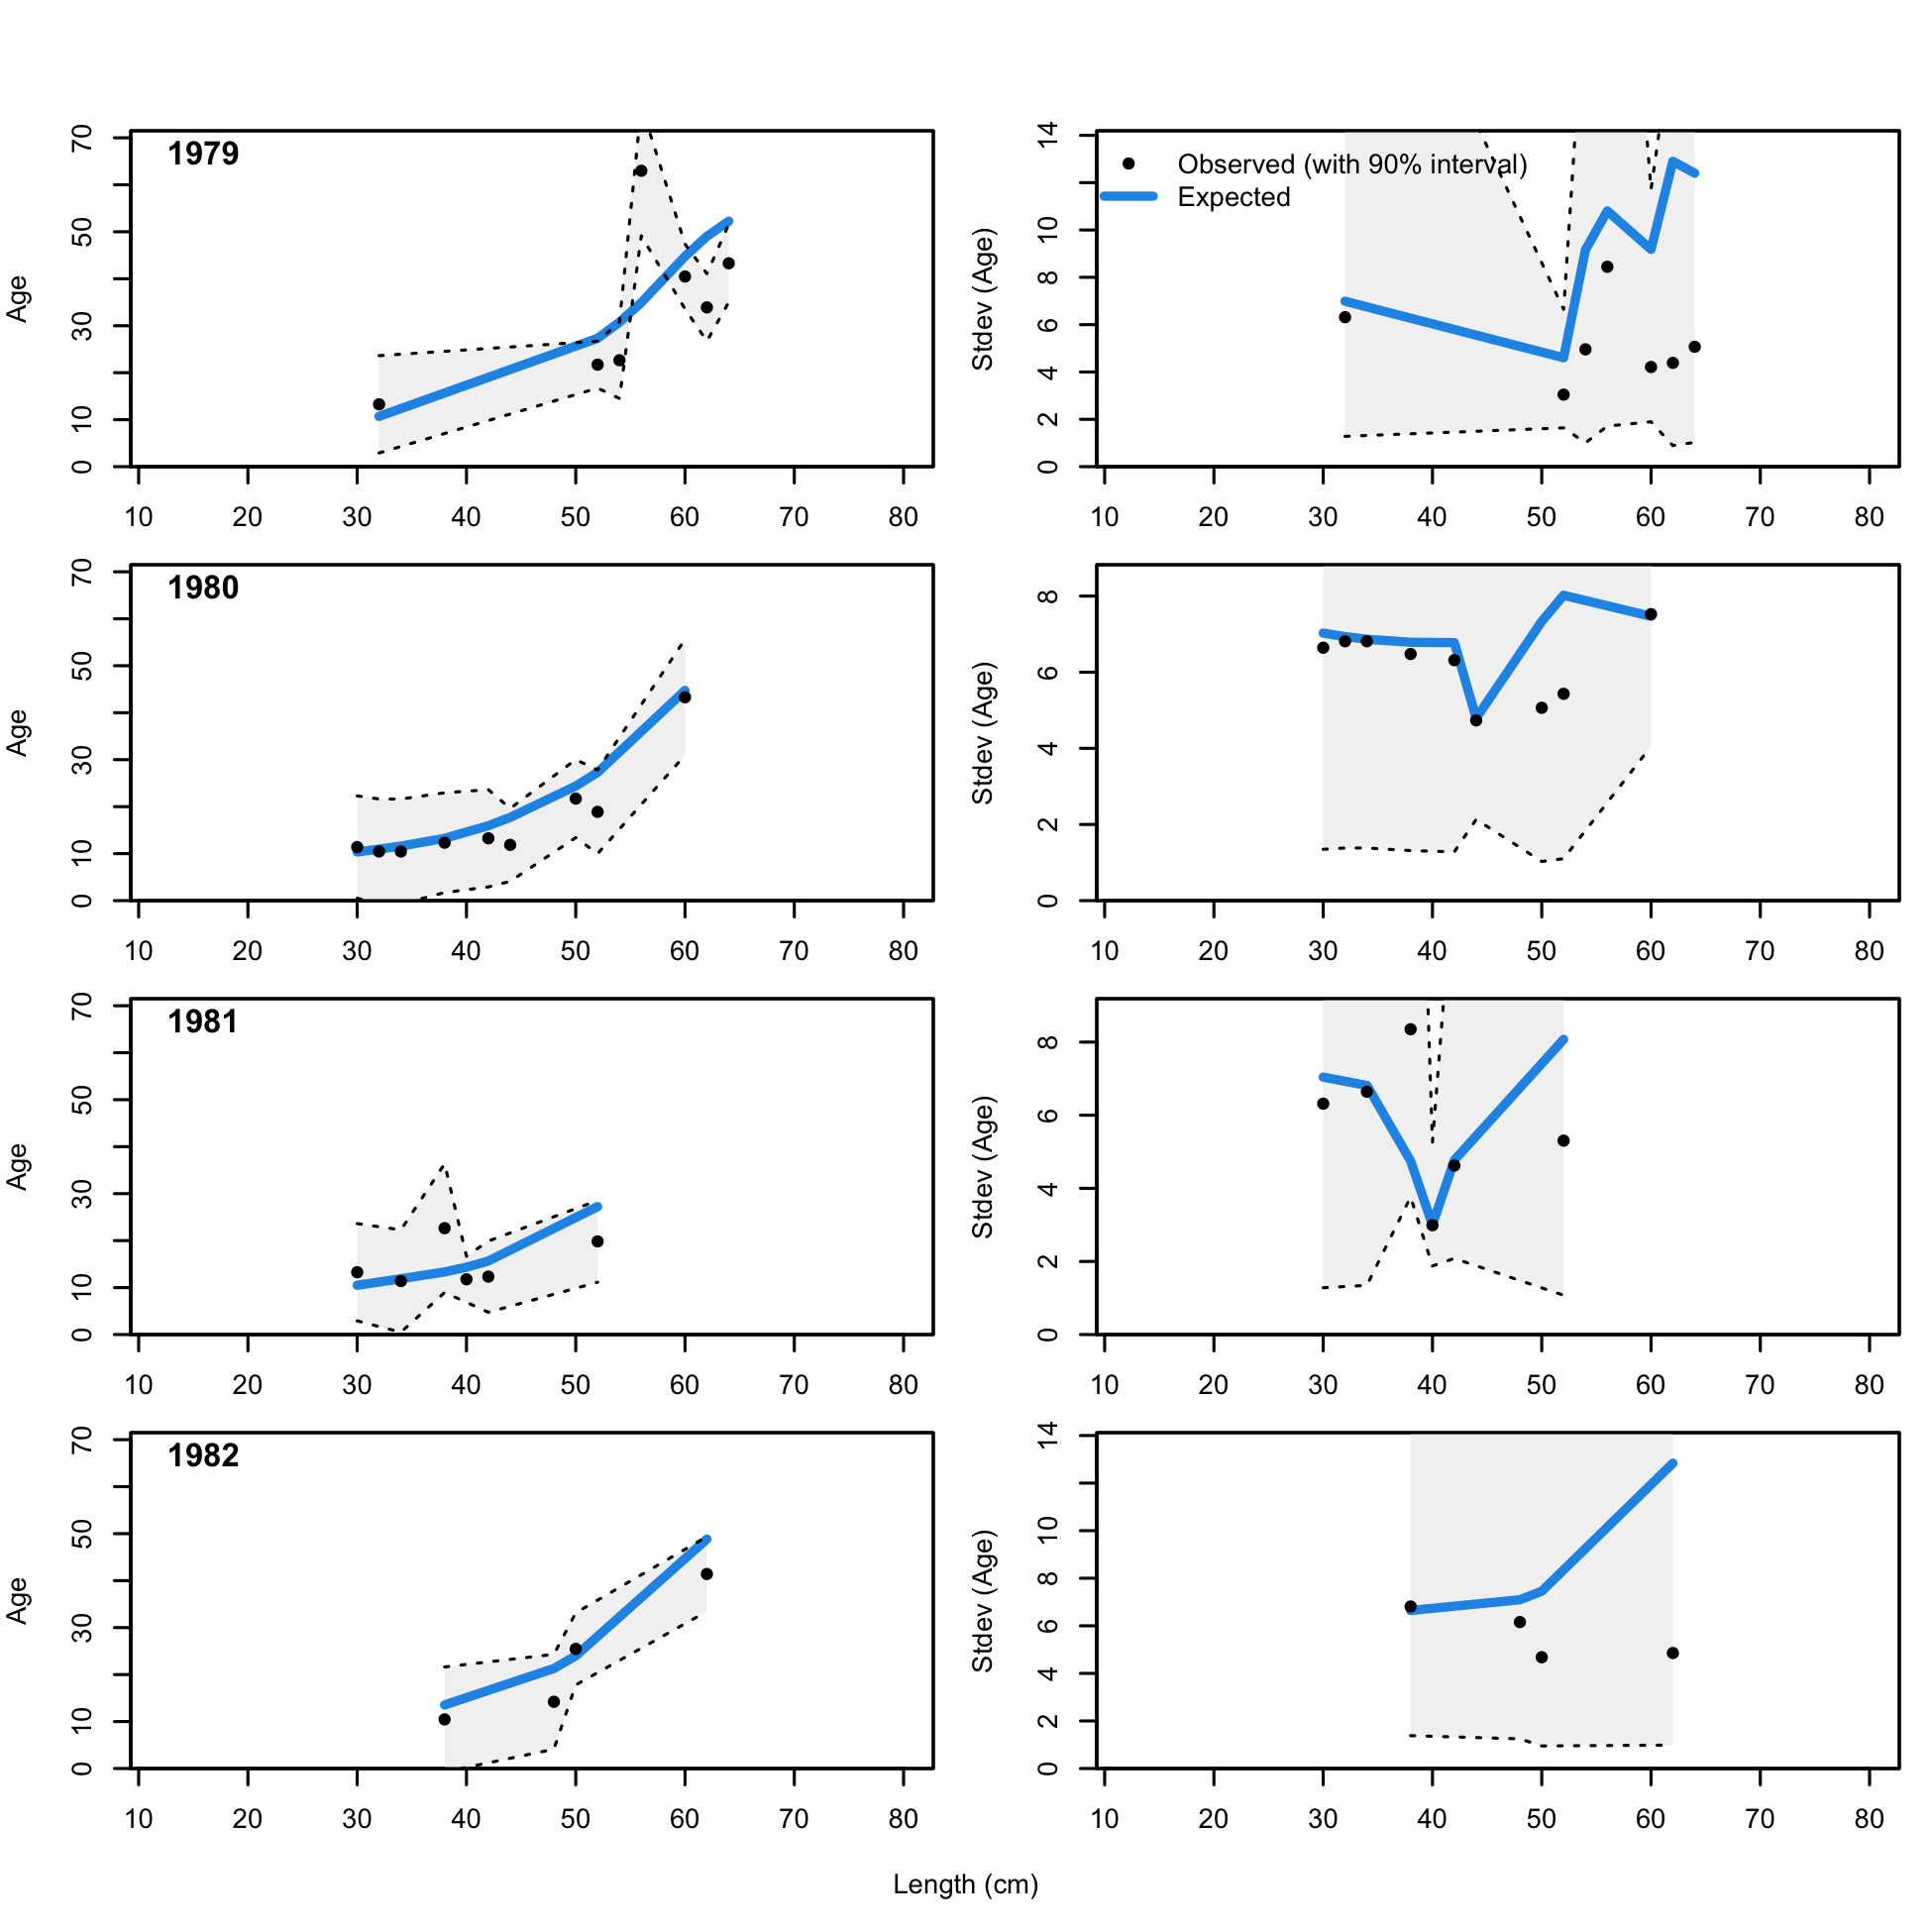 1979
Age
0 10 30 50 70
10 20 30 40 50 60 70 80
Observed (with 90% interval)
Expected
Stdev (Age)
0 2 4 6 8 10 14
10 20 30 40 50 60 70 80
1980
Age
0 10 30 50 70
10 20 30 40 50 60 70 80
Stdev (Age)
0 2 4 6 8
10 20 30 40 50 60 70 80
1981
Age
0 10 30 50 70
10 20 30 40 50 60 70 80
Stdev (Age)
0 2 4 6 8
10 20 30 40 50 60 70 80
1982
Age
0 10 30 50 70
10 20 30 40 50 60 70 80
Stdev (Age)
0 2 4 6 8 10 14
10 20 30 40 50 60 70 80
Length (cm)